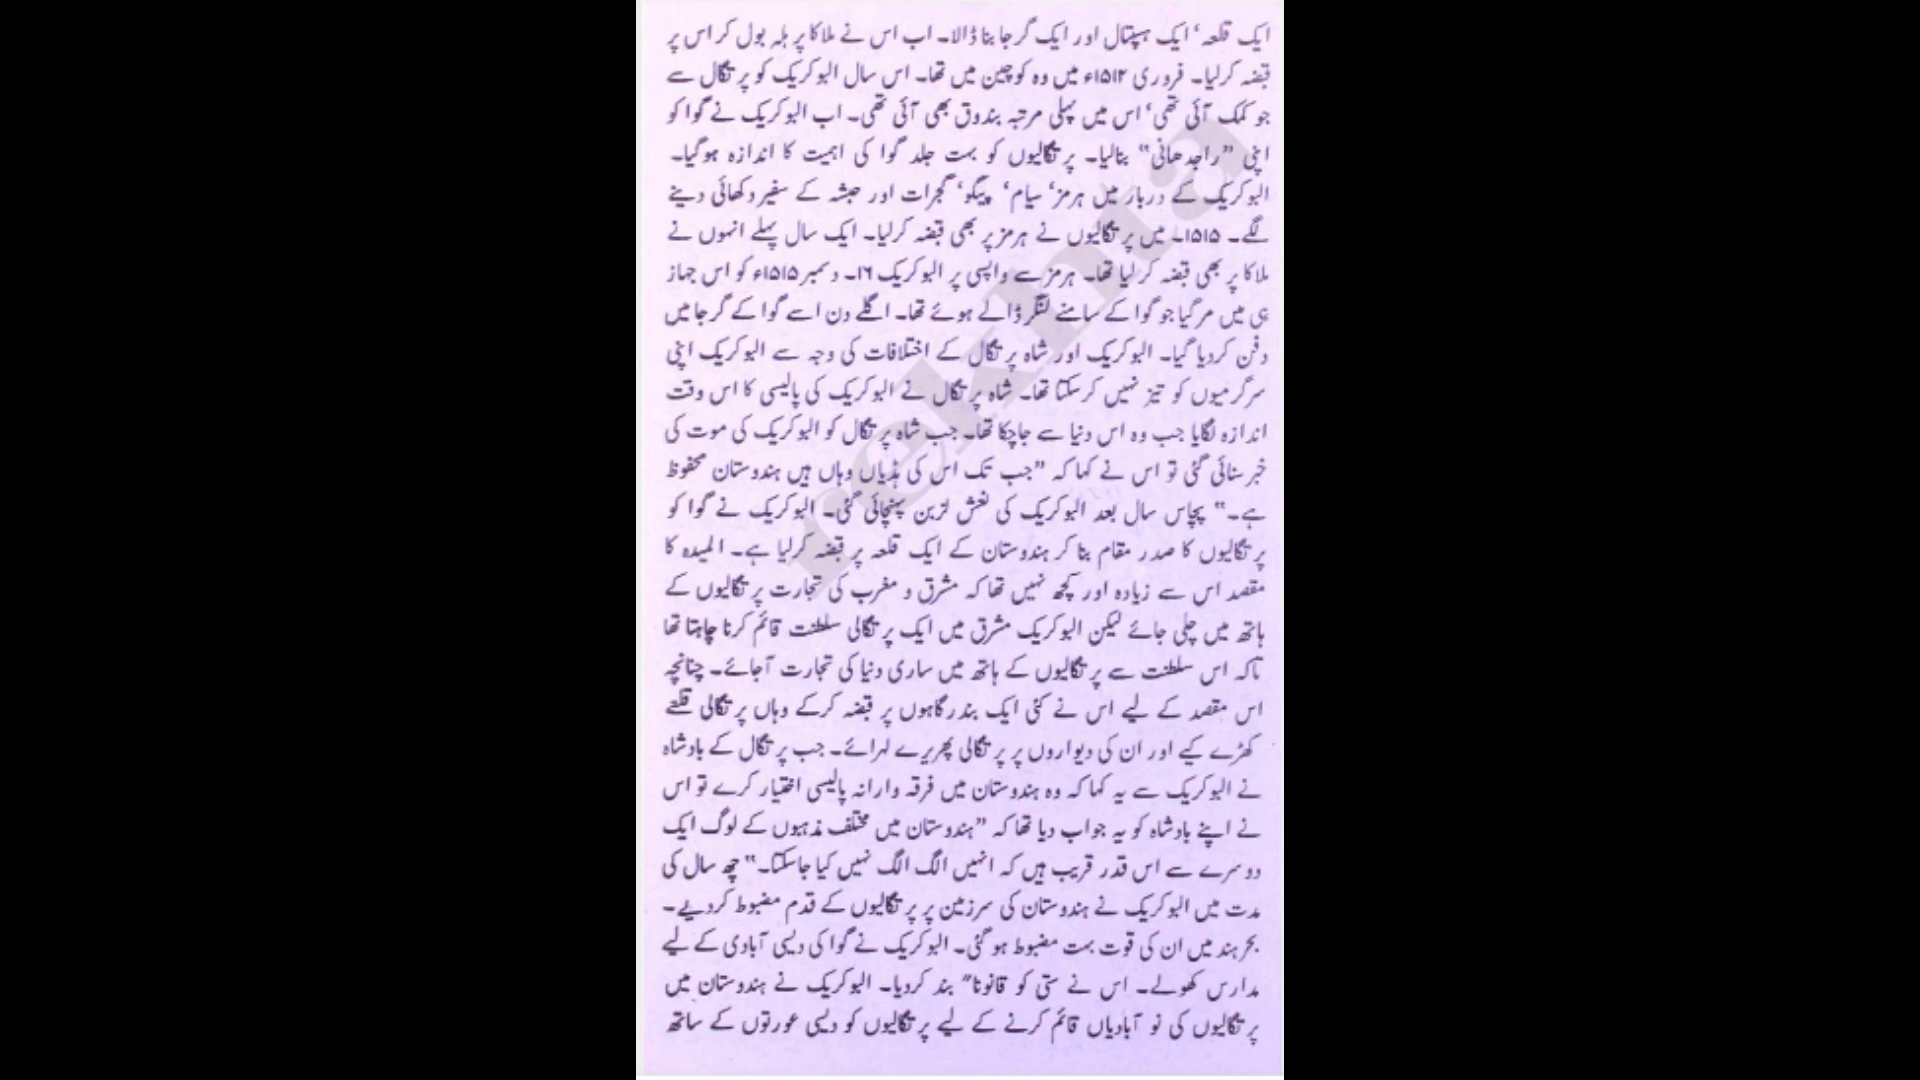 ایک قلعہ‘ ایک ہسپتال اور ایک گرجا بنا ڈالا۔ اب اس نے ملاکا پر ہلہ بول کر اس پر
قبضہ کرلیا۔ فروری ۱۵۱۲ء میں وہ کوچین میں تھا۔ اس سال البوکریک کو پرتگال سے
جو کمک آئی تھی‘ اس میں پہلی مرتبہ بندوق بھی آئی تھی۔ اب البوکریک نے گوا کو
اپنی ”راجدھانی“ بنالیا۔ پرتگالیوں کو بہت جلد گوا کی اہمیت کا اندازہ ہوگیا۔
البوکریک کے دربار میں ہرمز‘ سیام‘ پیگو‘ گجرات اور حبشہ کے سفیر دکھائی دینے
لگے۔ ۱۵۱۵ء میں پرتگالیوں نے ہرمز پر بھی قبضہ کرلیا۔ ایک سال پہلے انہوں نے
ملاکا پر بھی قبضہ کرلیا تھا۔ ہرمز سے واپسی پر البوکریک ۱۶۔ دسمبر ۱۵۱۵ء کو اس جہاز
ہی میں مرگیا جو گوا کے سامنے لنگر ڈالے ہوئے تھا۔ اگلے دن اسے گوا کے گرجا میں
دفن کردیا گیا۔ البوکریک اور شاہ پرتگال کے اختلافات کی وجہ سے البوکریک اپنی
سرگرمیوں کو تیز نہیں کرسکتا تھا۔ شاہ پرتگال نے البوکریک کی پالیسی کا اس وقت
اندازہ لگایا جب وہ اس دنیا سے جاچکا تھا۔ جب شاہ پرتگال کو البوکریک کی موت کی
خبر سنائی گئی تو اس نے کہا کہ ”جب تک اس کی ہڈیاں وہاں ہیں ہندوستان محفوظ
ہے۔“ پچاس سال بعد البوکریک کی نعش لزبن پہنچائی گئی۔ البوکریک نے گوا کو
پرتگالیوں کا صدر مقام بنا کر ہندوستان کے ایک قلعہ پر قبضہ کرلیا ہے۔ المیدہ کا
مقصد اس سے زیادہ اور کچھ نہیں تھا کہ مشرق و مغرب کی تجارت پرتگالیوں کے
ہاتھ میں چلی جائے لیکن البوکریک مشرق میں ایک پرتگالی سلطنت قائم کرنا چاہتا تھا
تاکہ اس سلطنت سے پرتگالیوں کے ہاتھ میں ساری دنیا کی تجارت آجائے۔ چنانچہ
اس مقصد کے لیے اس نے کئی ایک بندرگاہوں پر قبضہ کرکے وہاں پرتگالی قلعے
کھڑے کیے اور ان کی دیواروں پر پرتگالی پھریرے لہرائے۔ جب پرتگال کے بادشاہ
نے البوکریک سے یہ کہا کہ وہ ہندوستان میں فرقہ وارانہ پالیسی اختیار کرے تو اس
نے اپنے بادشاہ کو یہ جواب دیا تھا کہ ”ہندوستان میں مختلف مذہبوں کے لوگ ایک
دوسرے سے اس قدر قریب ہیں کہ انہیں الگ الگ نہیں کیا جاسکتا۔“ چھ سال کی
مدت میں البوکریک نے ہندوستان کی سرزمین پر پرتگالیوں کے قدم مضبوط کردیے۔
بحر ہند میں ان کی قوت بہت مضبوط ہوگئی۔ البوکریک نے گوا کی دیسی آبادی کے لیے
مدارس کھولے۔ اس نے ستی کو قانونا″ بند کردیا۔ البوکریک نے ہندوستان میں
پرتگالیوں کی نو آبادیاں قائم کرنے کے لیے پرتگالیوں کو دیسی عورتوں کے ساتھ
rekhta